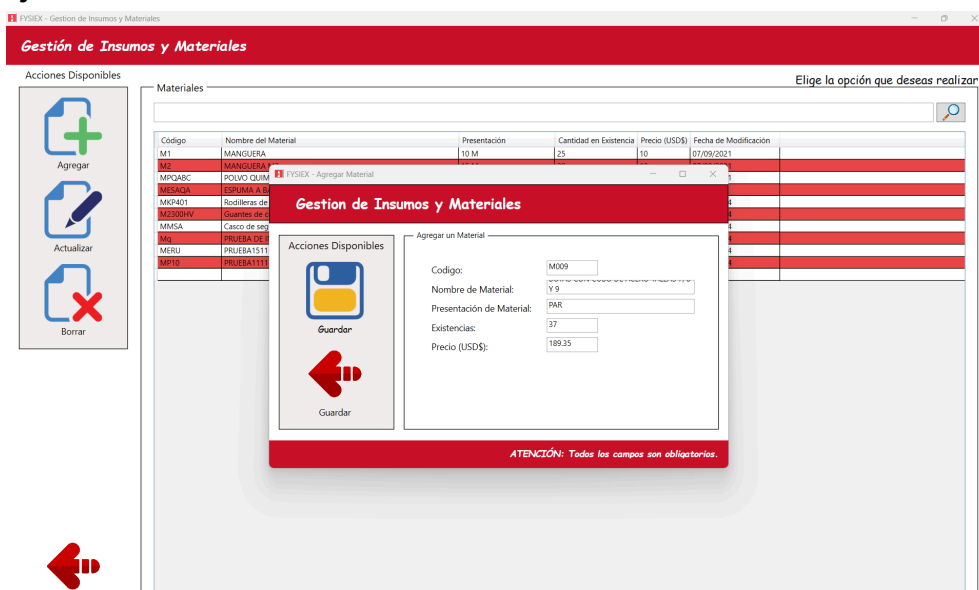 FYSIEX - Gestion de Insumos y Materiales
Gestión de Insumos y Materiales
Acciones Disponibles
Elige la opción que deseas realizar
Materiales
Agregar
Actualizar
Borrar
Código Nombre del Material Presentación Cantidad en Existencia Precio (USD$) Fecha de Modificación
M1 MANGUERA 10 M 25 10 07/09/2021
M2 MANGUERA
MPQABC POLVO QUIM
MESAQA ESPUMA A B
MKP401 Rodilleras de
M2300HV Guantes de
MMSA Casco de seg
Mq PRUEBA DE
MERU PRUEBA1511
MP10 PRUEBA1111
FYSIEX - Agregar Material
Gestion de Insumos y Materiales
Acciones Disponibles
Guardar
Guardar
Agregar un Material
Codigo: M009
Nombre de Material: Y 9
Presentación de Material: PAR
Existencias: 37
Precio (USD$): 189.35
ATENCIÓN: Todos los campos son obligatorios.